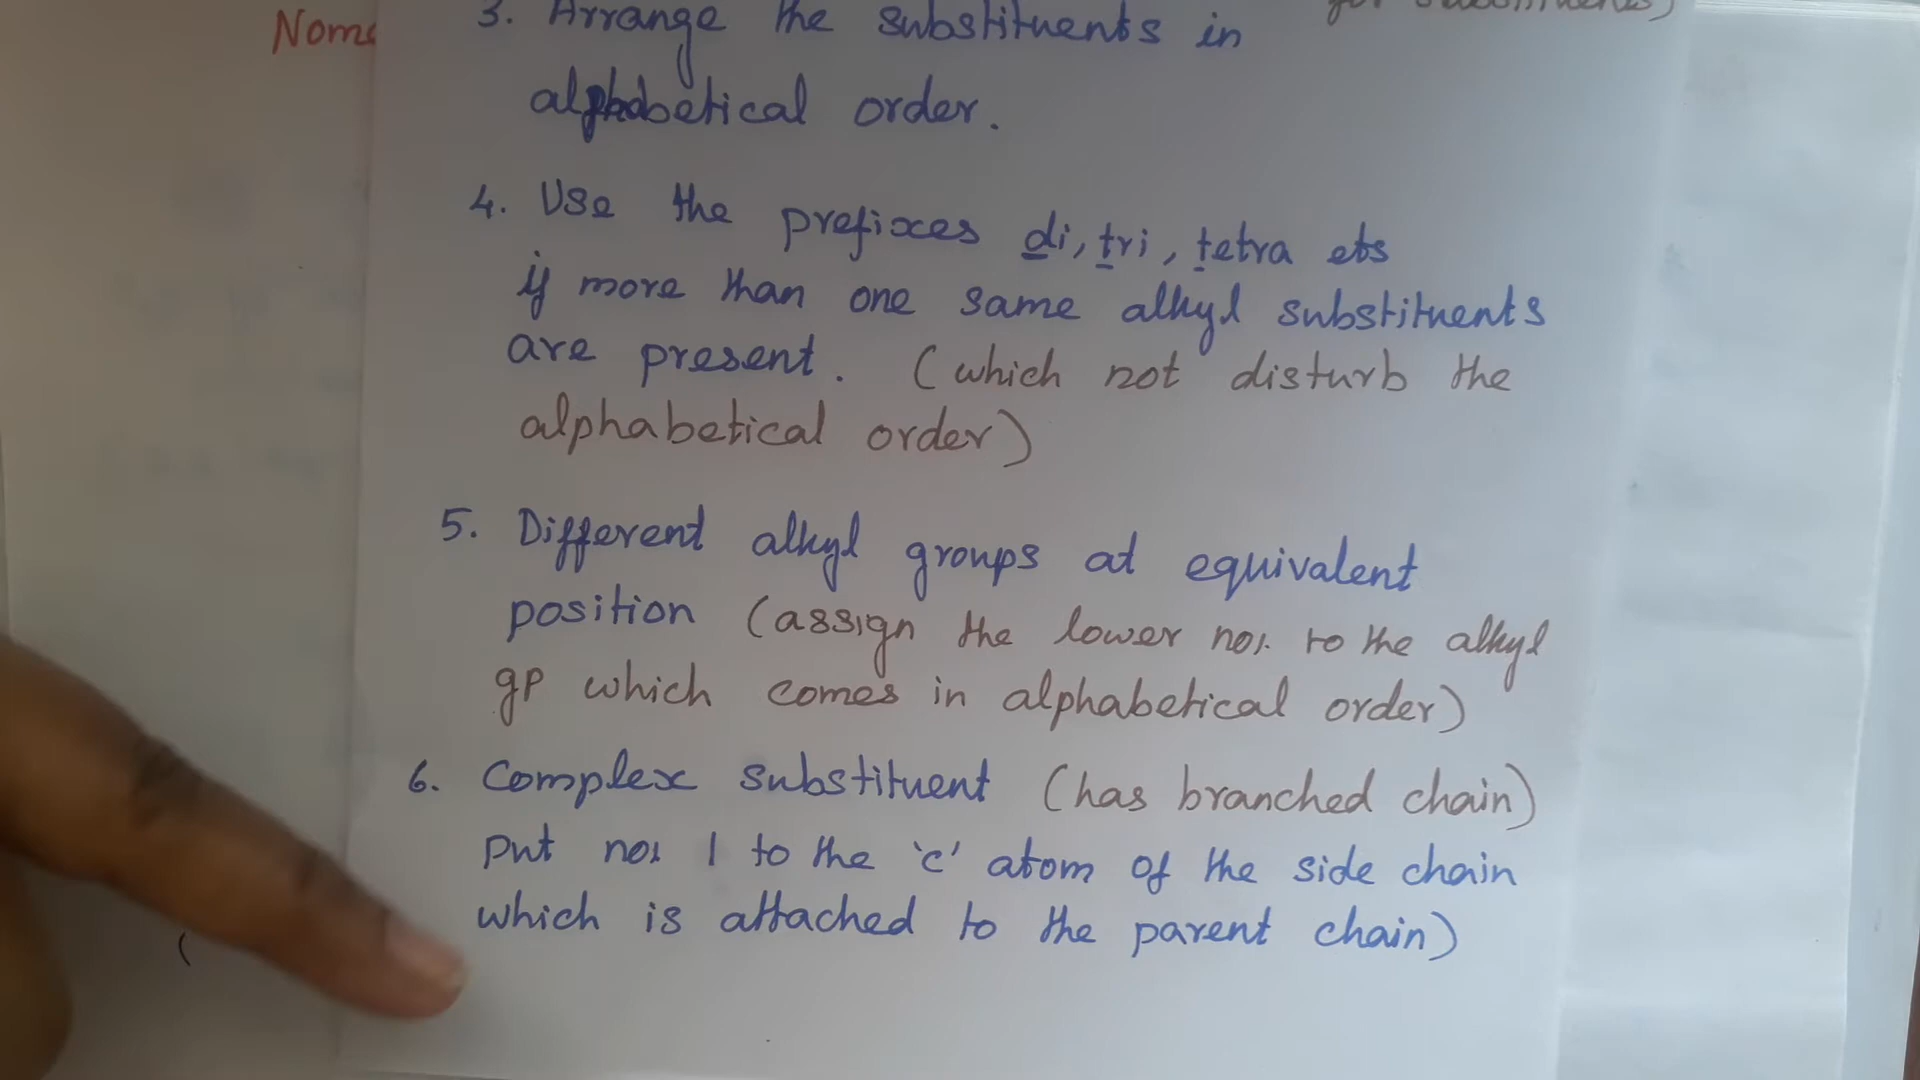 Nome
3. Arrange the substituents in
alphabetical order.
4. Use the prefixes di, tri, tetra ets
if more than one same alkyl substituents
are present. (which not disturb the
alphabetical order)
5. Different alkyl groups at equivalent
position (assign the lower no. to the alkyl
gp which comes in alphabetical order)
6. Complex substituent (has branched chain)
put no. 1 to the 'c' atom of the side chain
which is attached to the parent chain)